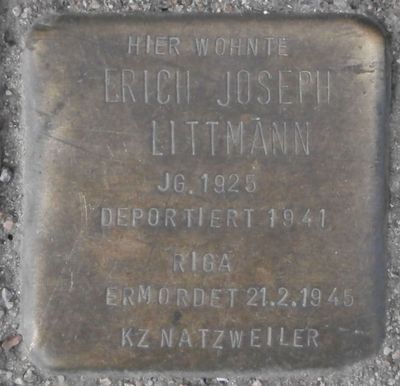 HIER WOHNTE
ERICH JOSEPH
LITTMANN
JG. 1925
DEPORTIERT 1941
RIGA
ERMORDET 21.2.1945
KZ NATZWEILER